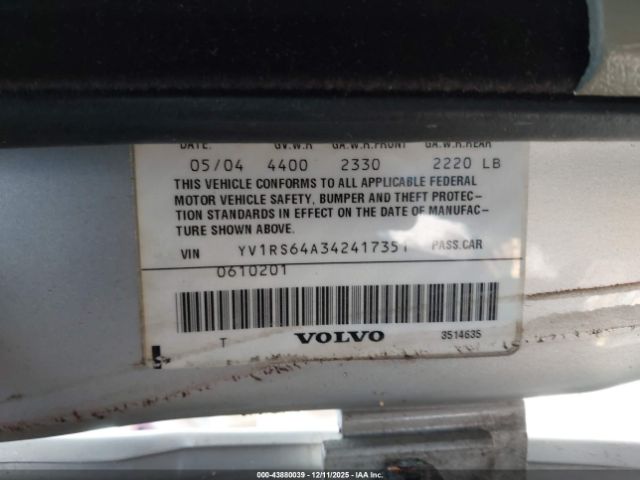 DATE: G.V.W.R GA.W.R.FRONT GA.W.R.REAR
05/04 4400 2330 2220 LB
THIS VEHICLE CONFORMS TO ALL APPLICABLE FEDERAL
MOTOR VEHICLE SAFETY, BUMPER AND THEFT PROTEC–
TION STANDARDS IN EFFECT ON THE DATE OF MANUFAC–
TURE SHOWN ABOVE.
VIN YV1RS64A342417351 PASS.CAR
0610201
T VOLVO 3514635
000-43880039 - 12/11/2025 - IAA Inc.